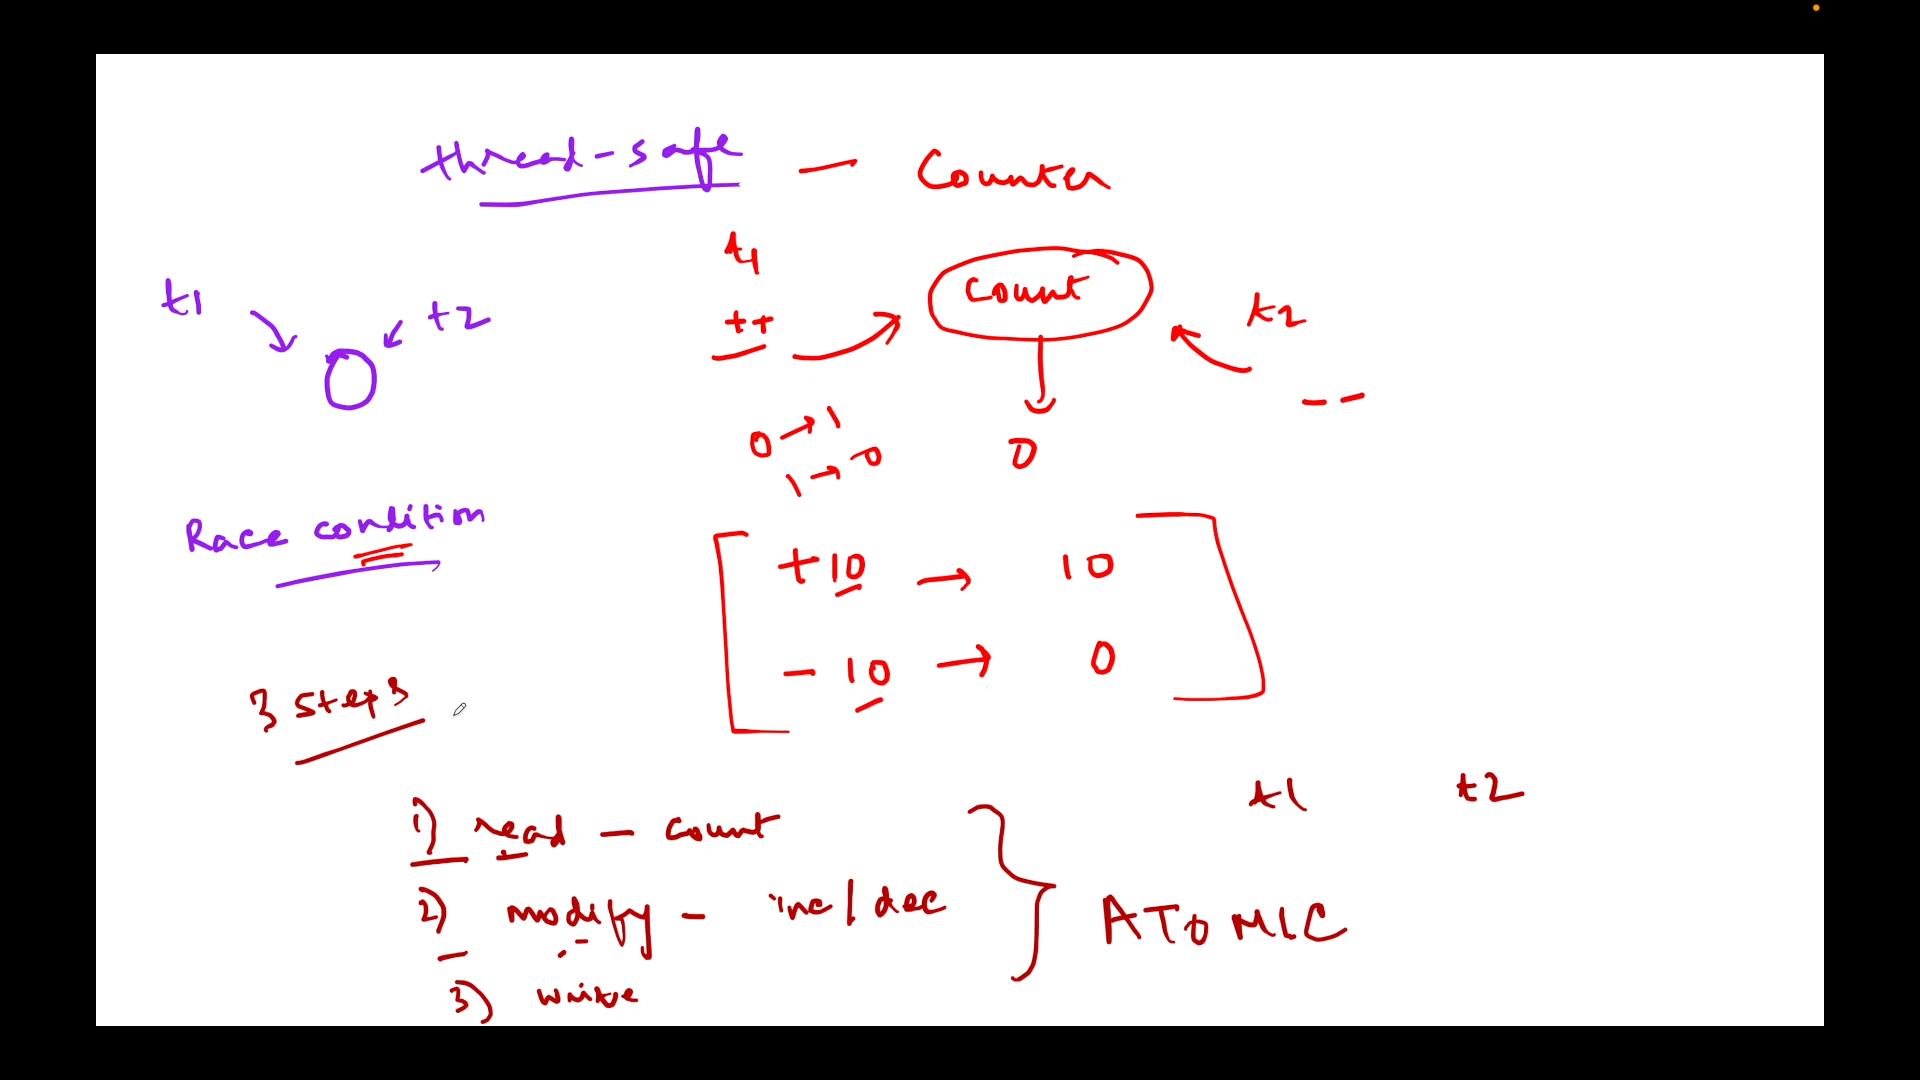 thread-safe — Counter
t1
count
t1
t2
t2
++
--
0 → 1
1 → 0
0
Race condition
+10 → 10
-10 → 0
3 steps
t1 t2
1) read - count
2) modify - inc/dec
ATOMIC
3) write